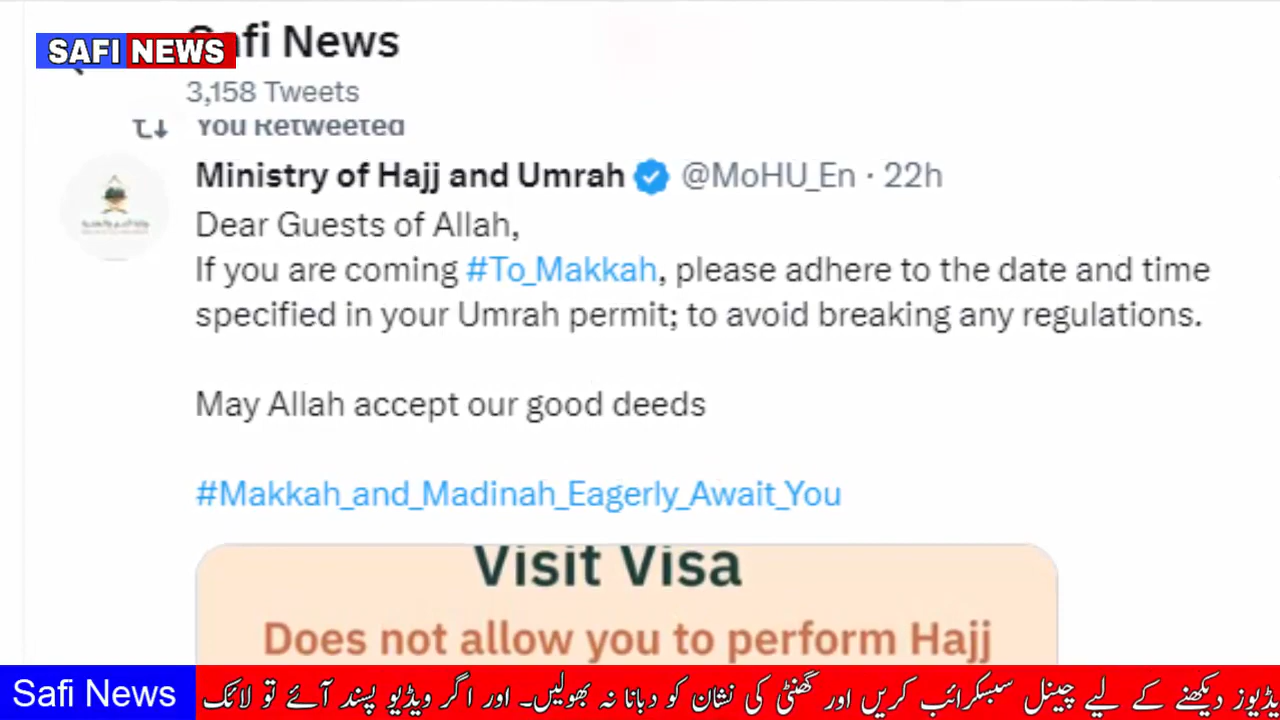 SAFI NEWS
Safi News
3,158 Tweets
You Retweeted
Ministry of Hajj and Umrah @MoHU_En · 22h
Dear Guests of Allah,
If you are coming #To_Makkah, please adhere to the date and time
specified in your Umrah permit; to avoid breaking any regulations.
May Allah accept our good deeds
#Makkah_and_Madinah_Eagerly_Await_You
Visit Visa
Does not allow you to perform Hajj
Safi News
دیکھنے کے لیے چینل سبسکرائب کریں اور گھنٹی کی نشان کو دبانا نہ بھولیں۔ اور اگر ویڈیو پسند آئے تو لائک